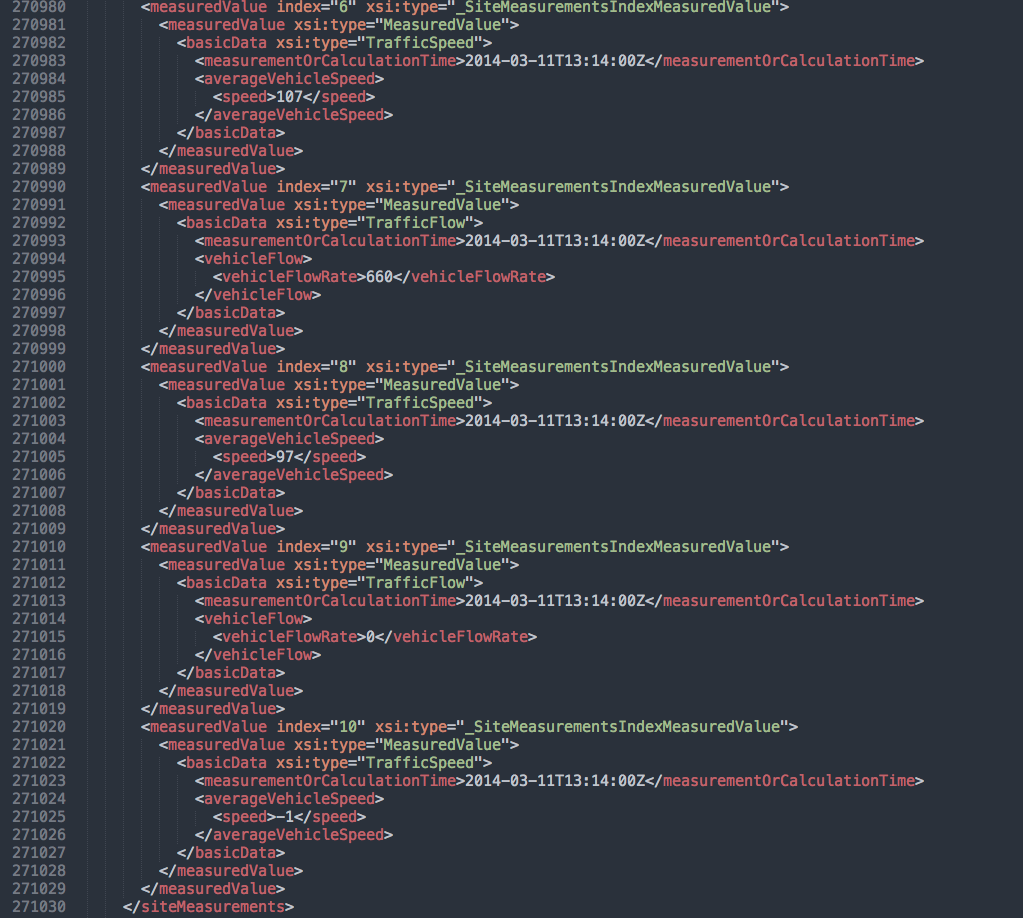 270980 <measuredValue index="6" xsi:type="_SiteMeasurementsIndexMeasuredValue">
270981 <measuredValue xsi:type="MeasuredValue">
270982 <basicData xsi:type="TrafficSpeed">
270983 <measurementOrCalculationTime>2014-03-11T13:14:00Z</measurementOrCalculationTime>
270984 <averageVehicleSpeed>
270985 <speed>107</speed>
270986 </averageVehicleSpeed>
270987 </basicData>
270988 </measuredValue>
270989 </measuredValue>
270990 <measuredValue index="7" xsi:type="_SiteMeasurementsIndexMeasuredValue">
270991 <measuredValue xsi:type="MeasuredValue">
270992 <basicData xsi:type="TrafficFlow">
270993 <measurementOrCalculationTime>2014-03-11T13:14:00Z</measurementOrCalculationTime>
270994 <vehicleFlow>
270995 <vehicleFlowRate>660</vehicleFlowRate>
270996 </vehicleFlow>
270997 </basicData>
270998 </measuredValue>
270999 </measuredValue>
271000 <measuredValue index="8" xsi:type="_SiteMeasurementsIndexMeasuredValue">
271001 <measuredValue xsi:type="MeasuredValue">
271002 <basicData xsi:type="TrafficSpeed">
271003 <measurementOrCalculationTime>2014-03-11T13:14:00Z</measurementOrCalculationTime>
271004 <averageVehicleSpeed>
271005 <speed>97</speed>
271006 </averageVehicleSpeed>
271007 </basicData>
271008 </measuredValue>
271009 </measuredValue>
271010 <measuredValue index="9" xsi:type="_SiteMeasurementsIndexMeasuredValue">
271011 <measuredValue xsi:type="MeasuredValue">
271012 <basicData xsi:type="TrafficFlow">
271013 <measurementOrCalculationTime>2014-03-11T13:14:00Z</measurementOrCalculationTime>
271014 <vehicleFlow>
271015 <vehicleFlowRate>0</vehicleFlowRate>
271016 </vehicleFlow>
271017 </basicData>
271018 </measuredValue>
271019 </measuredValue>
271020 <measuredValue index="10" xsi:type="_SiteMeasurementsIndexMeasuredValue">
271021 <measuredValue xsi:type="MeasuredValue">
271022 <basicData xsi:type="TrafficSpeed">
271023 <measurementOrCalculationTime>2014-03-11T13:14:00Z</measurementOrCalculationTime>
271024 <averageVehicleSpeed>
271025 <speed>-1</speed>
271026 </averageVehicleSpeed>
271027 </basicData>
271028 </measuredValue>
271029 </measuredValue>
271030 </siteMeasurements>